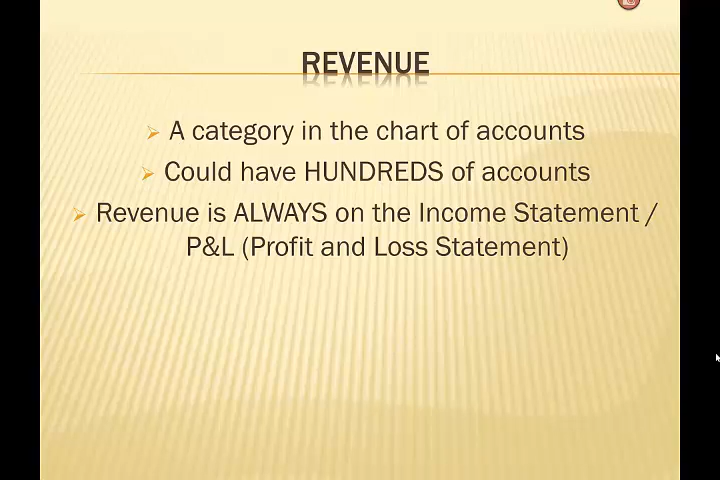 REVENUE
A category in the chart of accounts
Could have HUNDREDS of accounts
Revenue is ALWAYS on the Income Statement /
P&L (Profit and Loss Statement)